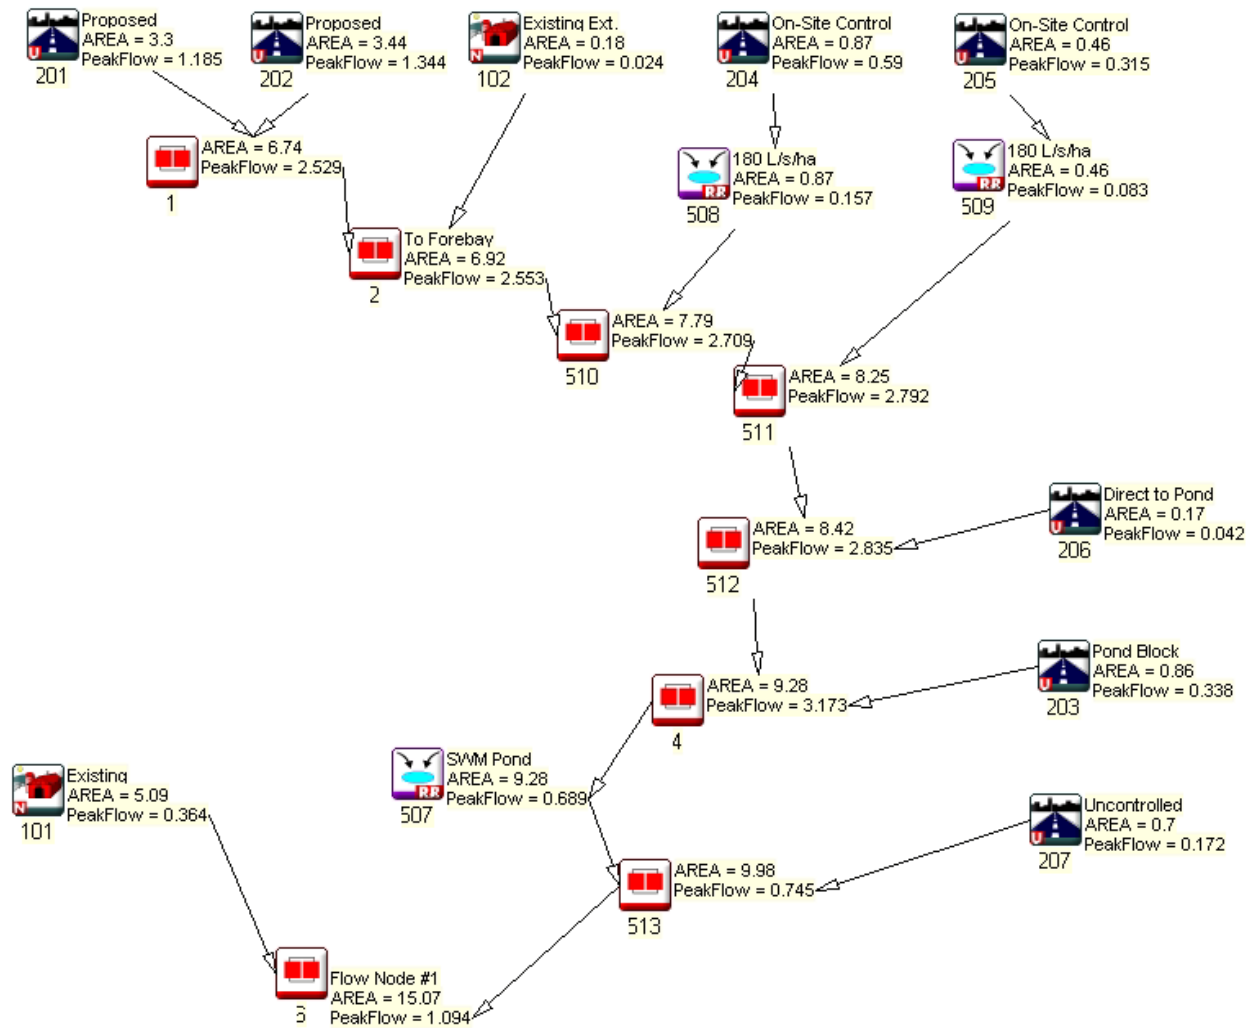 Proposed
AREA = 3.3
PeakFlow = 1.185
U
201
Proposed
AREA = 3.44
PeakFlow = 1.344
U
202
Existing Ext.
AREA = 0.18
PeakFlow = 0.024
N
102
On-Site Control
AREA = 0.87
PeakFlow = 0.59
U
204
On-Site Control
AREA = 0.46
PeakFlow = 0.315
U
205
AREA = 6.74
PeakFlow = 2.529
1
180 L/s/ha
AREA = 0.87
PeakFlow = 0.157
RR
508
180 L/s/ha
AREA = 0.46
PeakFlow = 0.083
RR
509
To Forebay
AREA = 6.92
PeakFlow = 2.553
2
AREA = 7.79
PeakFlow = 2.709
510
AREA = 8.25
PeakFlow = 2.792
511
AREA = 8.42
PeakFlow = 2.835
512
Direct to Pond
AREA = 0.17
PeakFlow = 0.042
U
206
AREA = 9.28
PeakFlow = 3.173
4
Pond Block
AREA = 0.86
PeakFlow = 0.338
U
203
Existing
AREA = 5.09
PeakFlow = 0.364
N
101
SWM Pond
AREA = 9.28
PeakFlow = 0.689
RR
507
Uncontrolled
AREA = 0.7
PeakFlow = 0.172
U
207
AREA = 9.98
PeakFlow = 0.745
513
Flow Node #1
AREA = 15.07
PeakFlow = 1.094